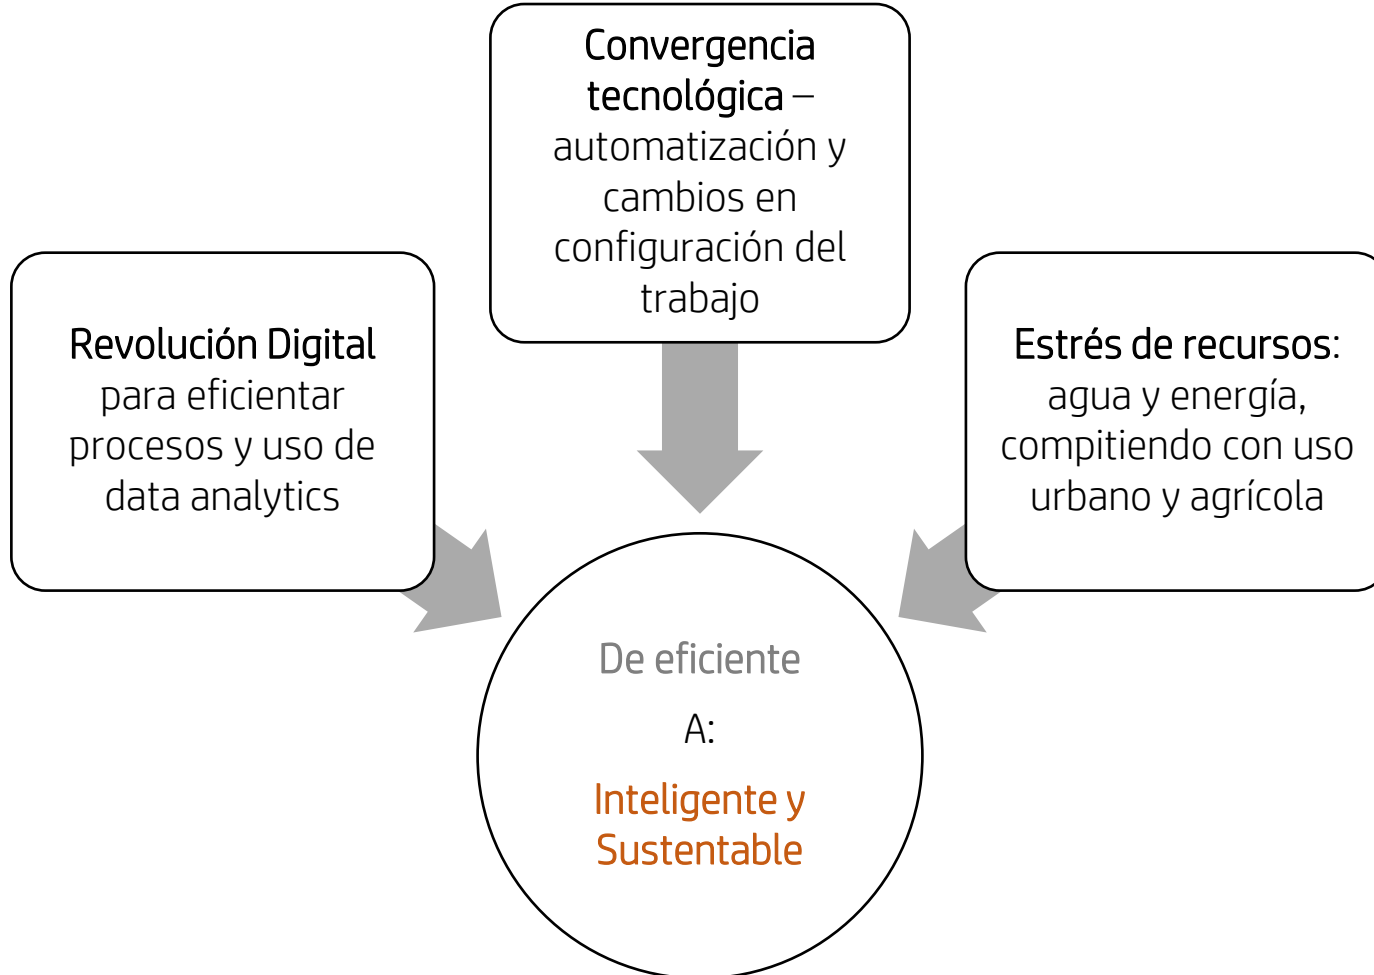 Convergencia
tecnológica –
automatización y
cambios en
configuración del
trabajo
Revolución Digital
para eficientar
procesos y uso de
data analytics
Estrés de recursos:
agua y energía,
compitiendo con uso
urbano y agrícola
De eficiente
A:
Inteligente y
Sustentable